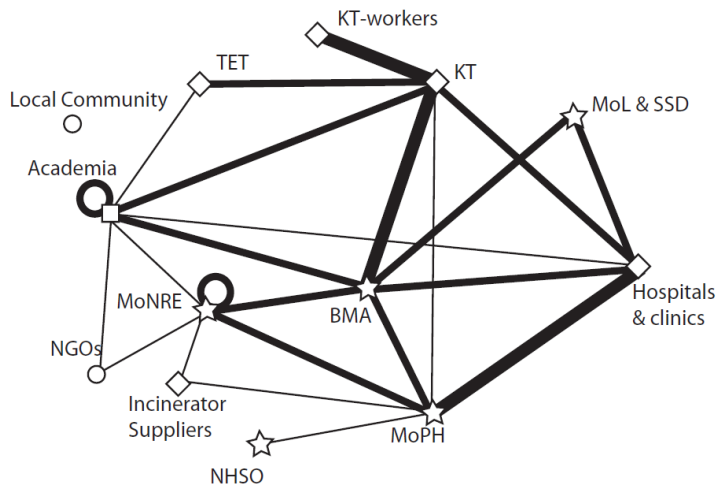 KT-workers
TET
KT
Local Community
MoL & SSD
Academia
MoNRE
BMA
Hospitals
& clinics
NGOs
Incinerator
Suppliers
MoPH
NHSO